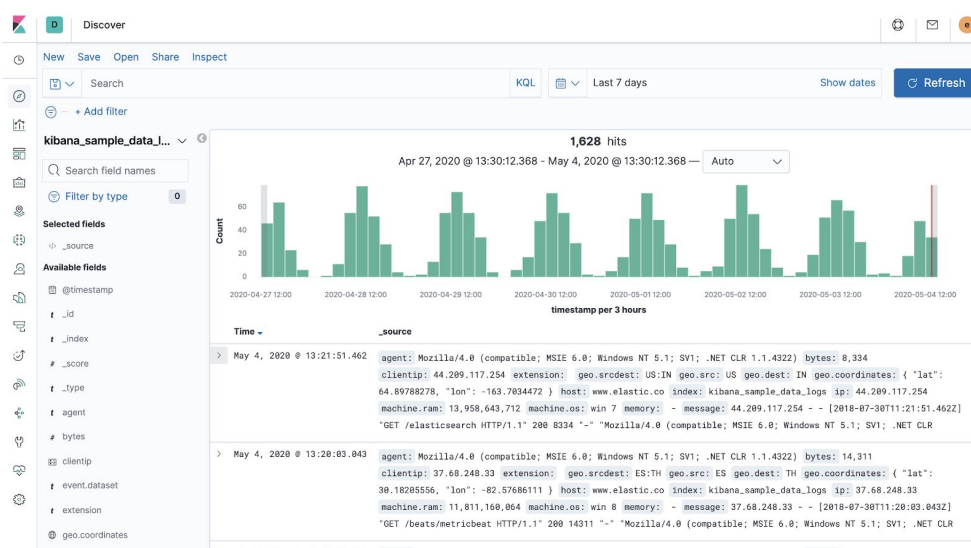 D Discover e
New Save Open Share Inspect
Search KQL Last 7 days Show dates Refresh
+ Add filter
kibana_sample_data_l...
Search field names
Filter by type 0
Selected fields
_source
Available fields
@timestamp
t _id
t _index
# _score
t _type
t agent
# bytes
clientip
t event.dataset
t extension
geo.coordinates
1,628 hits
Apr 27, 2020 @ 13:30:12.368 - May 4, 2020 @ 13:30:12.368 — Auto
Count
60
40
20
0
2020-04-27 12:00 2020-04-28 12:00 2020-04-29 12:00 2020-04-30 12:00 2020-05-01 12:00 2020-05-02 12:00 2020-05-03 12:00 2020-05-04 12:00
timestamp per 3 hours
Time _source
May 4, 2020 @ 13:21:51.462 agent: Mozilla/4.0 (compatible; MSIE 6.0; Windows NT 5.1; SV1; .NET CLR 1.1.4322) bytes: 8,334
clientip: 44.209.117.254 extension: geo.srcdest: US:IN geo.src: US geo.dest: IN geo.coordinates: { "lat":
64.89788278, "lon": -163.7034472 } host: www.elastic.co index: kibana_sample_data_logs ip: 44.209.117.254
machine.ram: 13,958,643,712 machine.os: win 7 memory: - message: 44.209.117.254 - - [2018-07-30T11:21:51.462Z]
"GET /elasticsearch HTTP/1.1" 200 8334 "-" "Mozilla/4.0 (compatible; MSIE 6.0; Windows NT 5.1; SV1; .NET CLR
May 4, 2020 @ 13:20:03.043 agent: Mozilla/4.0 (compatible; MSIE 6.0; Windows NT 5.1; SV1; .NET CLR 1.1.4322) bytes: 14,311
clientip: 37.68.248.33 extension: geo.srcdest: ES:TH geo.src: ES geo.dest: TH geo.coordinates: { "lat":
30.18205556, "lon": -82.57686111 } host: www.elastic.co index: kibana_sample_data_logs ip: 37.68.248.33
machine.ram: 11,811,160,064 machine.os: win 8 memory: - message: 37.68.248.33 - - [2018-07-30T11:20:03.043Z]
"GET /beats/metricbeat HTTP/1.1" 200 14311 "-" "Mozilla/4.0 (compatible; MSIE 6.0; Windows NT 5.1; SV1; .NET CLR